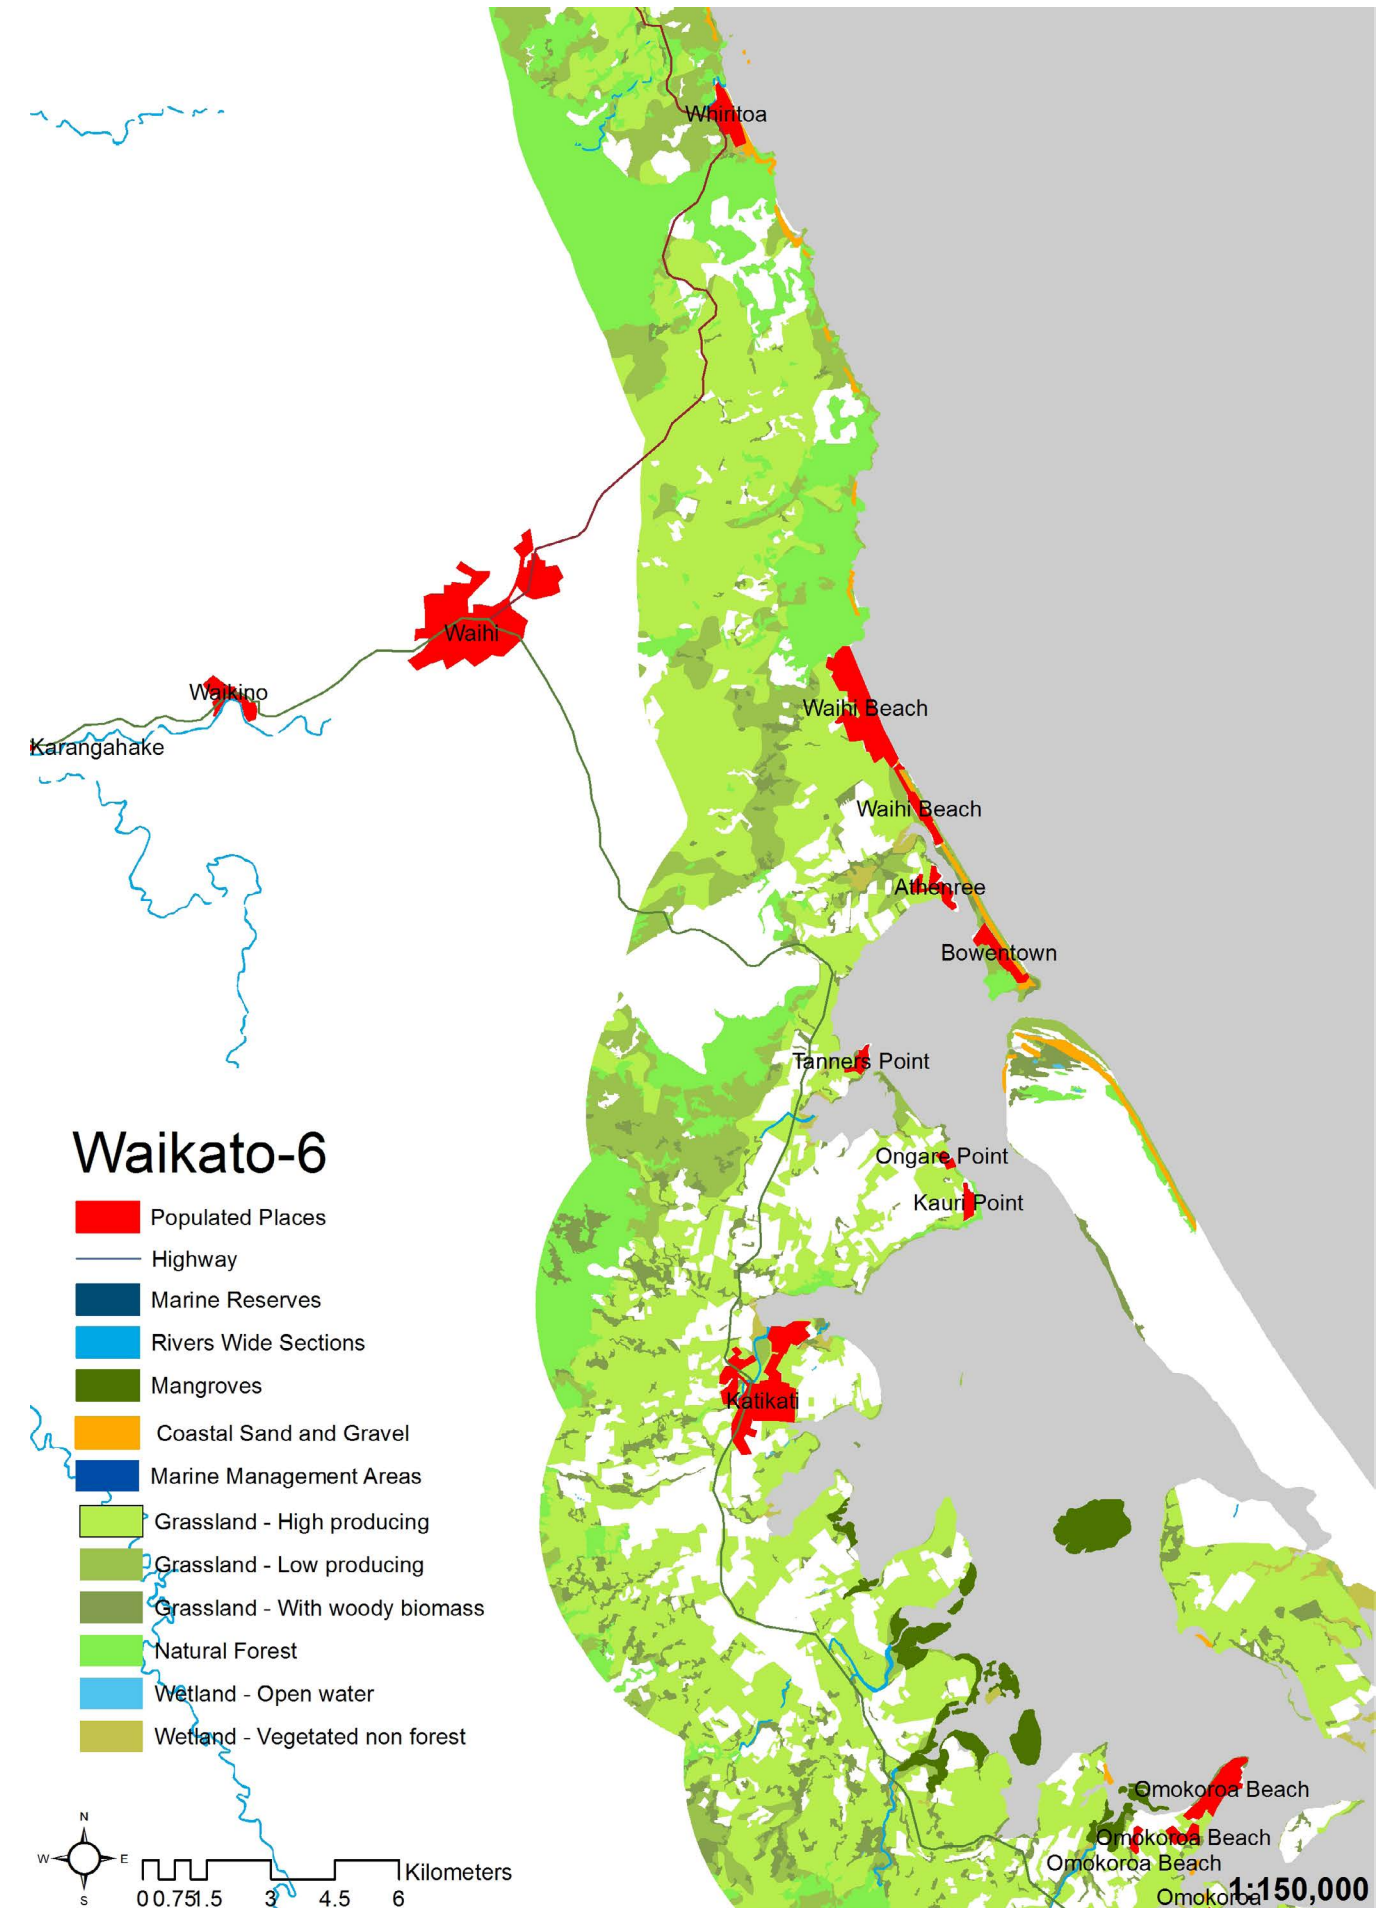 Whiritoa
Waihi
Waikino
Waihi Beach
Karangahake
Waihi Beach
Athenree
Bowentown
Tanners Point
Ongare Point
Kauri Point
Katikati
Waikato-6
Populated Places
Highway
Marine Reserves
Rivers Wide Sections
Mangroves
Coastal Sand and Gravel
Marine Management Areas
Grassland - High producing
Grassland - Low producing
Grassland - With woody biomass
Natural Forest
Wetland - Open water
Wetland - Vegetated non forest
Omokoroa Beach
Omokoroa Beach
Omokoroa Beach
Omokoroa
1:150,000
N
W E
S
Kilometers
0 0.75 1.5 3 4.5 6